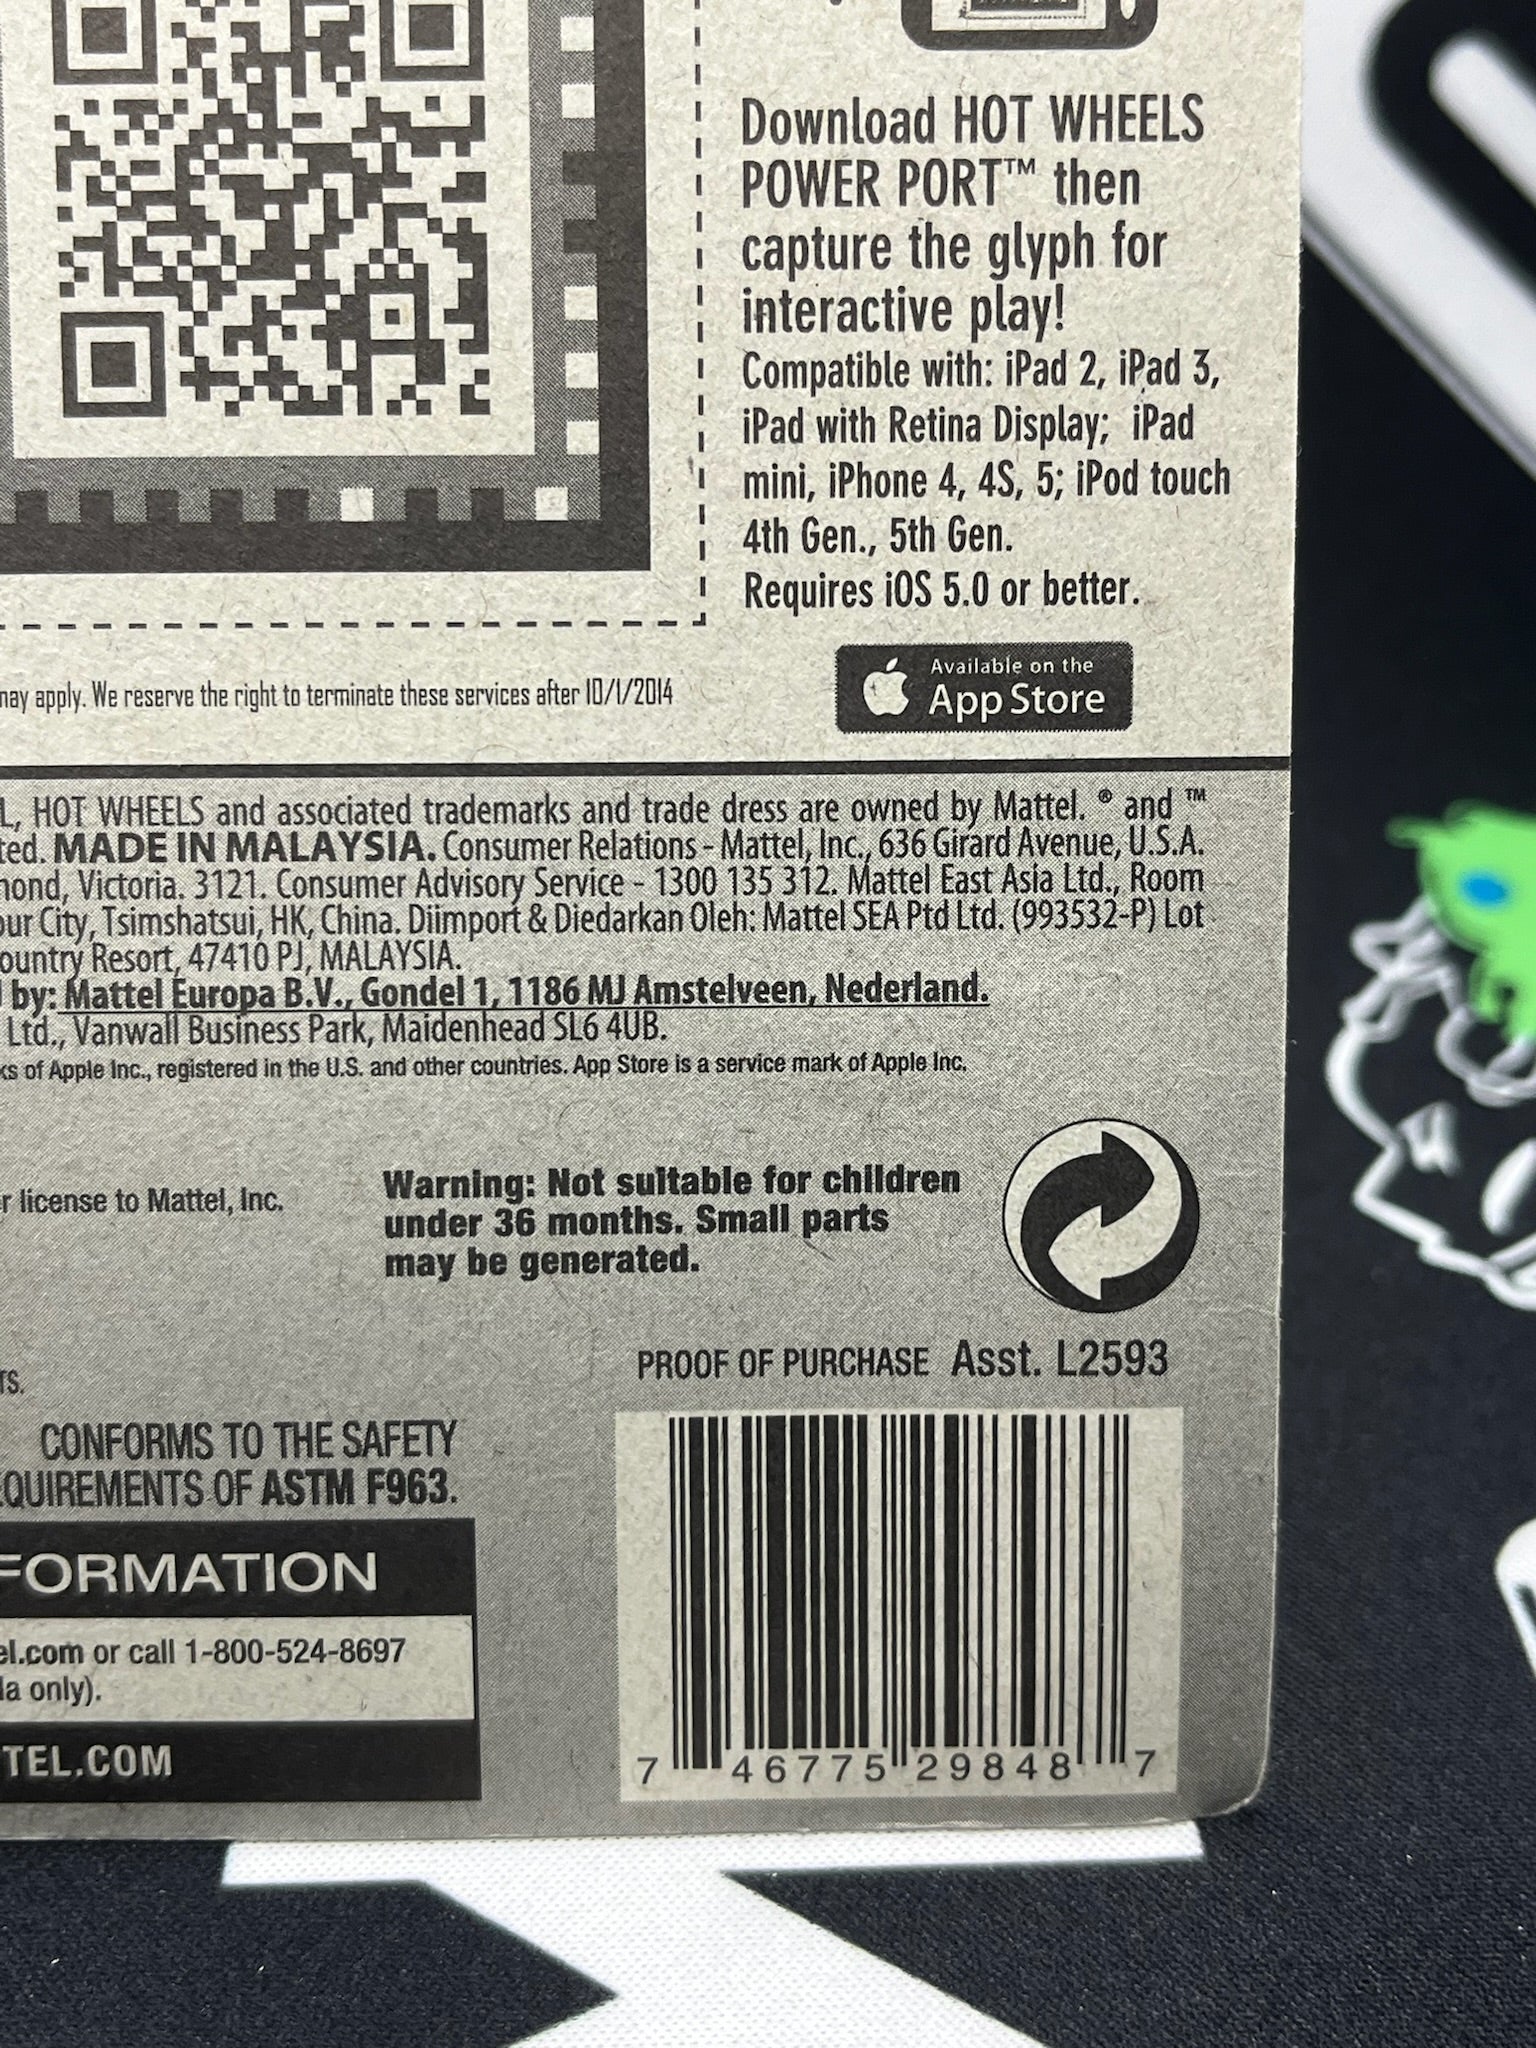 Download HOT WHEELS
POWER PORT™ then
capture the glyph for
interactive play!
Compatible with: iPad 2, iPad 3,
iPad with Retina Display; iPad
mini, iPhone 4, 4S, 5; iPod touch
4th Gen., 5th Gen.
Requires iOS 5.0 or better.
Available on the
App Store
may apply. We reserve the right to terminate these services after 10/1/2014
L, HOT WHEELS and associated trademarks and trade dress are owned by Mattel. ® and ™
ted. MADE IN MALAYSIA. Consumer Relations - Mattel, Inc., 636 Girard Avenue, U.S.A.
mond, Victoria. 3121. Consumer Advisory Service - 1300 135 312. Mattel East Asia Ltd., Room
our City, Tsimshatsui, HK, China. Diimport & Diedarkan Oleh: Mattel SEA Ptd Ltd. (993532-P) Lot
ountry Resort, 47410 PJ, MALAYSIA.
by: Mattel Europa B.V., Gondel 1, 1186 MJ Amstelveen, Nederland.
Ltd., Vanwall Business Park, Maidenhead SL6 4UB.
ks of Apple Inc., registered in the U.S. and other countries. App Store is a service mark of Apple Inc.
r license to Mattel, Inc.
Warning: Not suitable for children
under 36 months. Small parts
may be generated.
PROOF OF PURCHASE Asst. L2593
TS.
CONFORMS TO THE SAFETY
EQUIREMENTS OF ASTM F963.
FORMATION
el.com or call 1-800-524-8697
da only).
TEL.COM
7 46775 29848 7